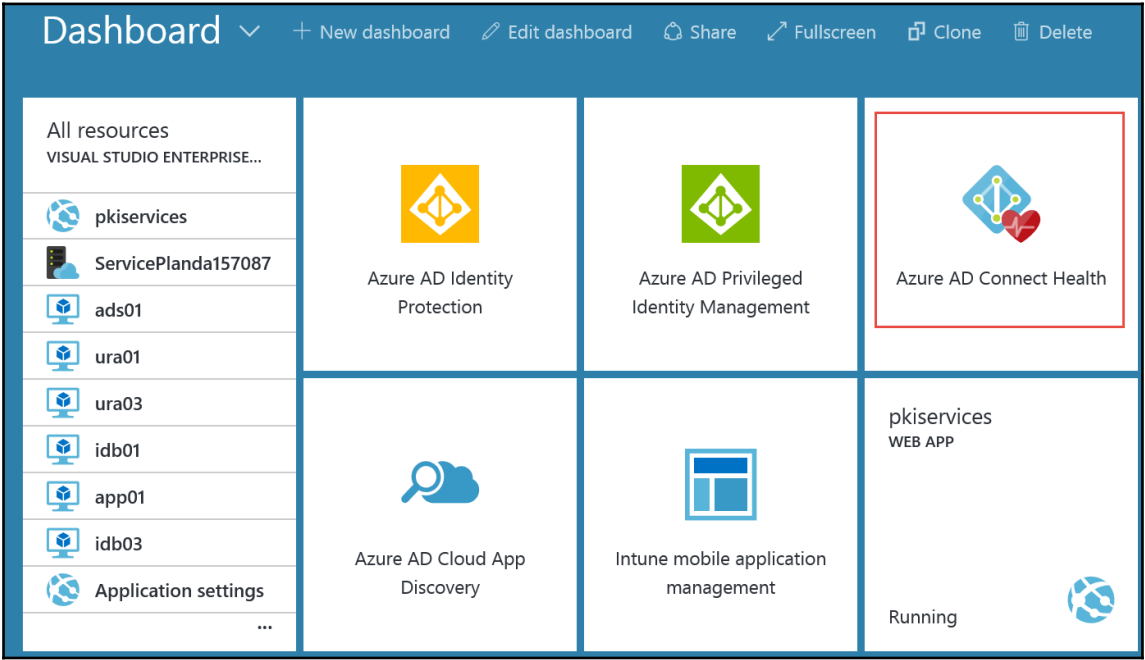 Dashboard
New dashboard
Edit dashboard
Share
Fullscreen
Clone
Delete
All resources
VISUAL STUDIO ENTERPRISE...
pkiservices
ServicePlanda157087
ads01
ura01
ura03
idb01
app01
idb03
Application settings
...
Azure AD Identity
Protection
Azure AD Privileged
Identity Management
Azure AD Connect Health
Azure AD Cloud App
Discovery
Intune mobile application
management
pkiservices
WEB APP
Running